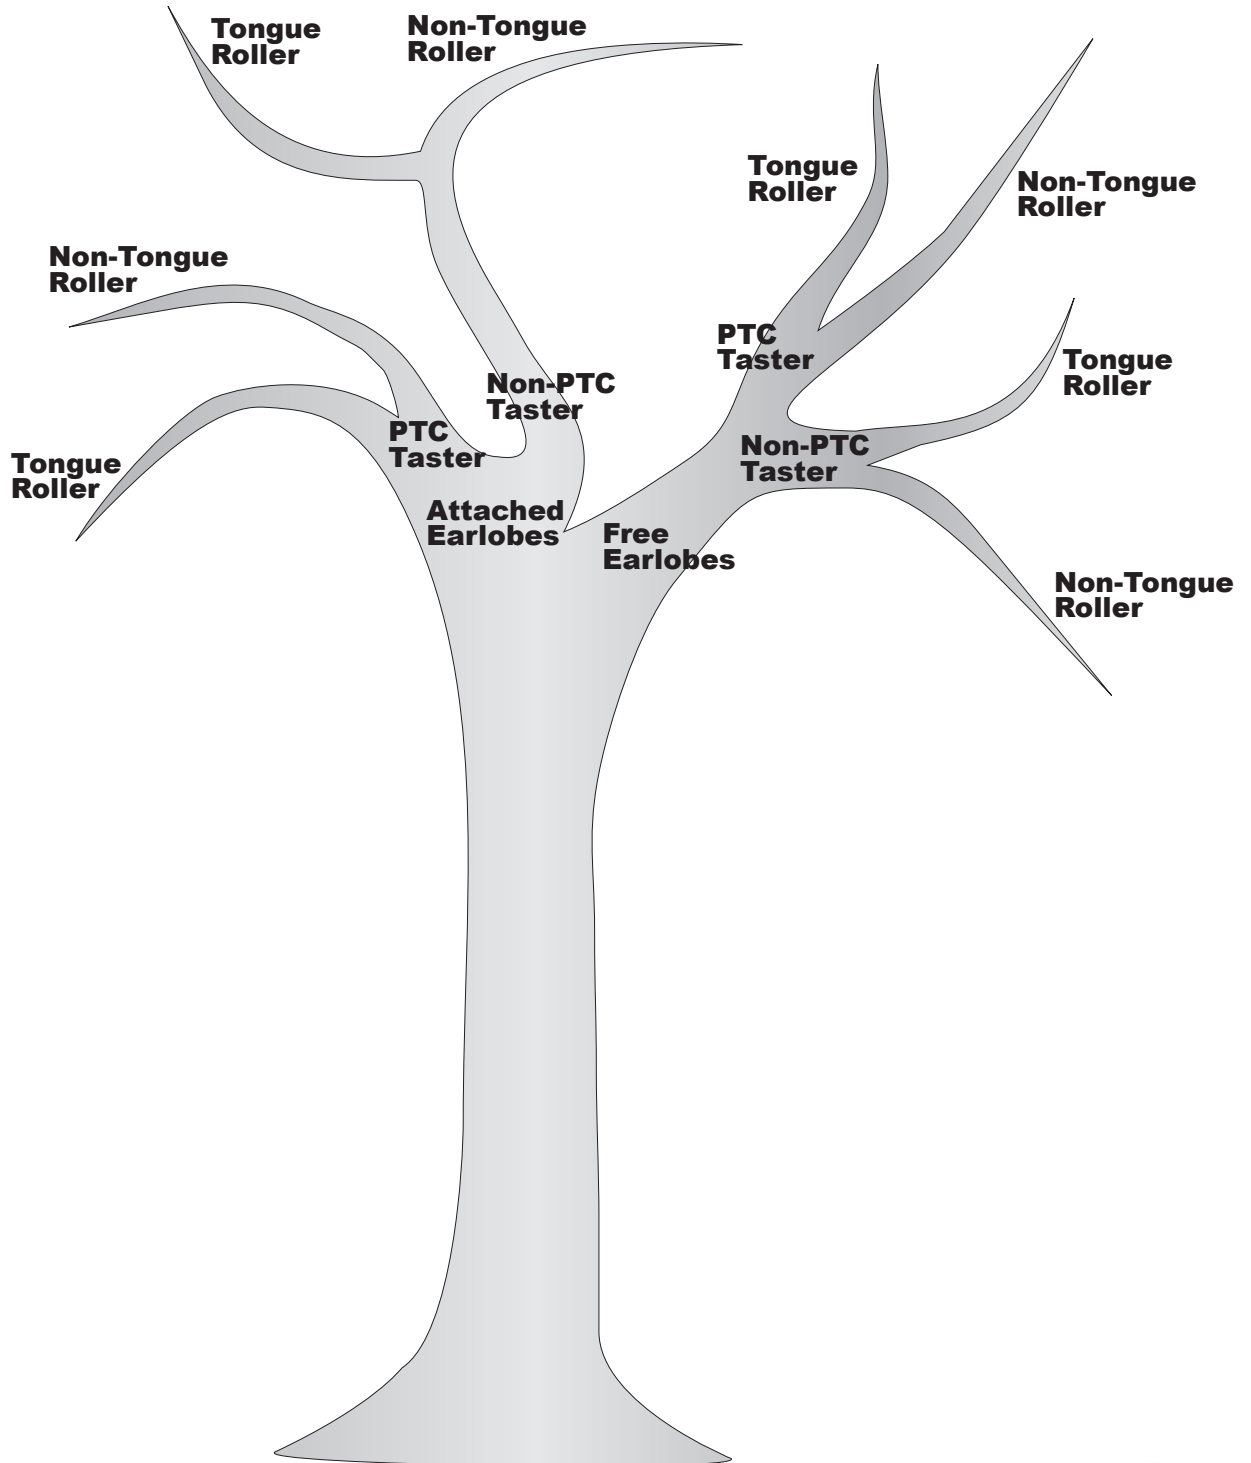 Tongue
Roller
Non-Tongue
Roller
Tongue
Roller
Non-Tongue
Roller
Non-Tongue
Roller
PTC
Taster
Tongue
Roller
Non-PTC
Taster
PTC
Taster
Non-PTC
Taster
Tongue
Roller
Attached
Earlobes
Free
Earlobes
Non-Tongue
Roller